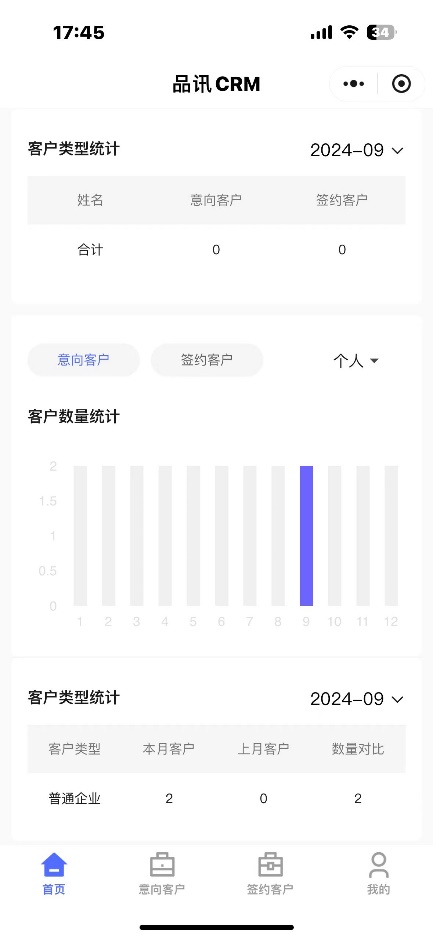 17:45
34
品讯CRM
客户类型统计
2024-09
姓名 意向客户 签约客户
合计 0 0
意向客户 签约客户 个人
客户数量统计
2
1.5
1
0.5
0
1 2 3 4 5 6 7 8 9 10 11 12
客户类型统计
2024-09
客户类型 本月客户 上月客户 数量对比
普通企业 2 0 2
首页 意向客户 签约客户 我的